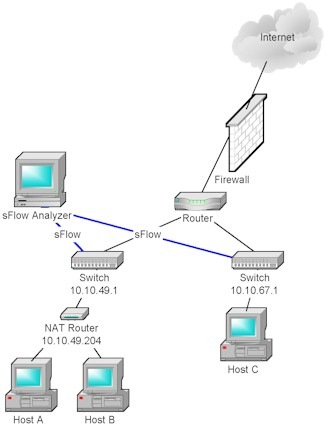 Internet
Firewall
sFlow Analyzer
Router
sFlow
sFlow
Switch
10.10.49.1
Switch
10.10.67.1
NAT Router
10.10.49.204
Host C
Host A
Host B